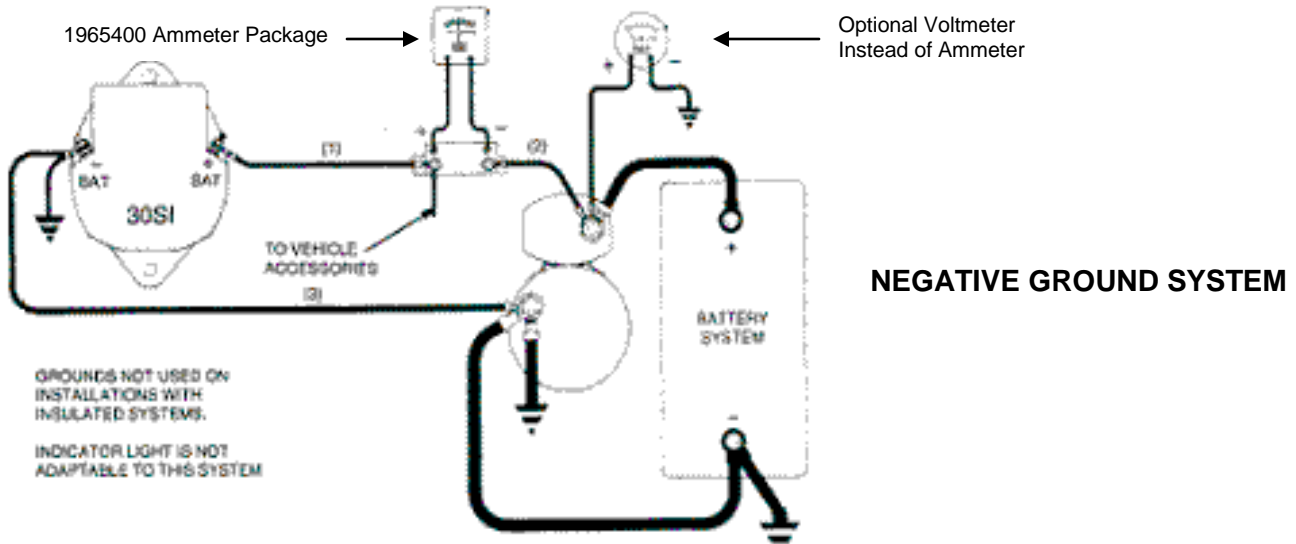 1965400 Ammeter Package
Optional Voltmeter
Instead of Ammeter
+
-
+
-
(1)
(2)
-
BAT
+
BAT
30SI
TO VEHICLE
ACCESSORIES
(3)
+
BATTERY
SYSTEM
-
NEGATIVE GROUND SYSTEM
GROUNDS NOT USED ON
INSTALLATIONS WITH
INSULATED SYSTEMS.
INDICATOR LIGHT IS NOT
ADAPTABLE TO THIS SYSTEM